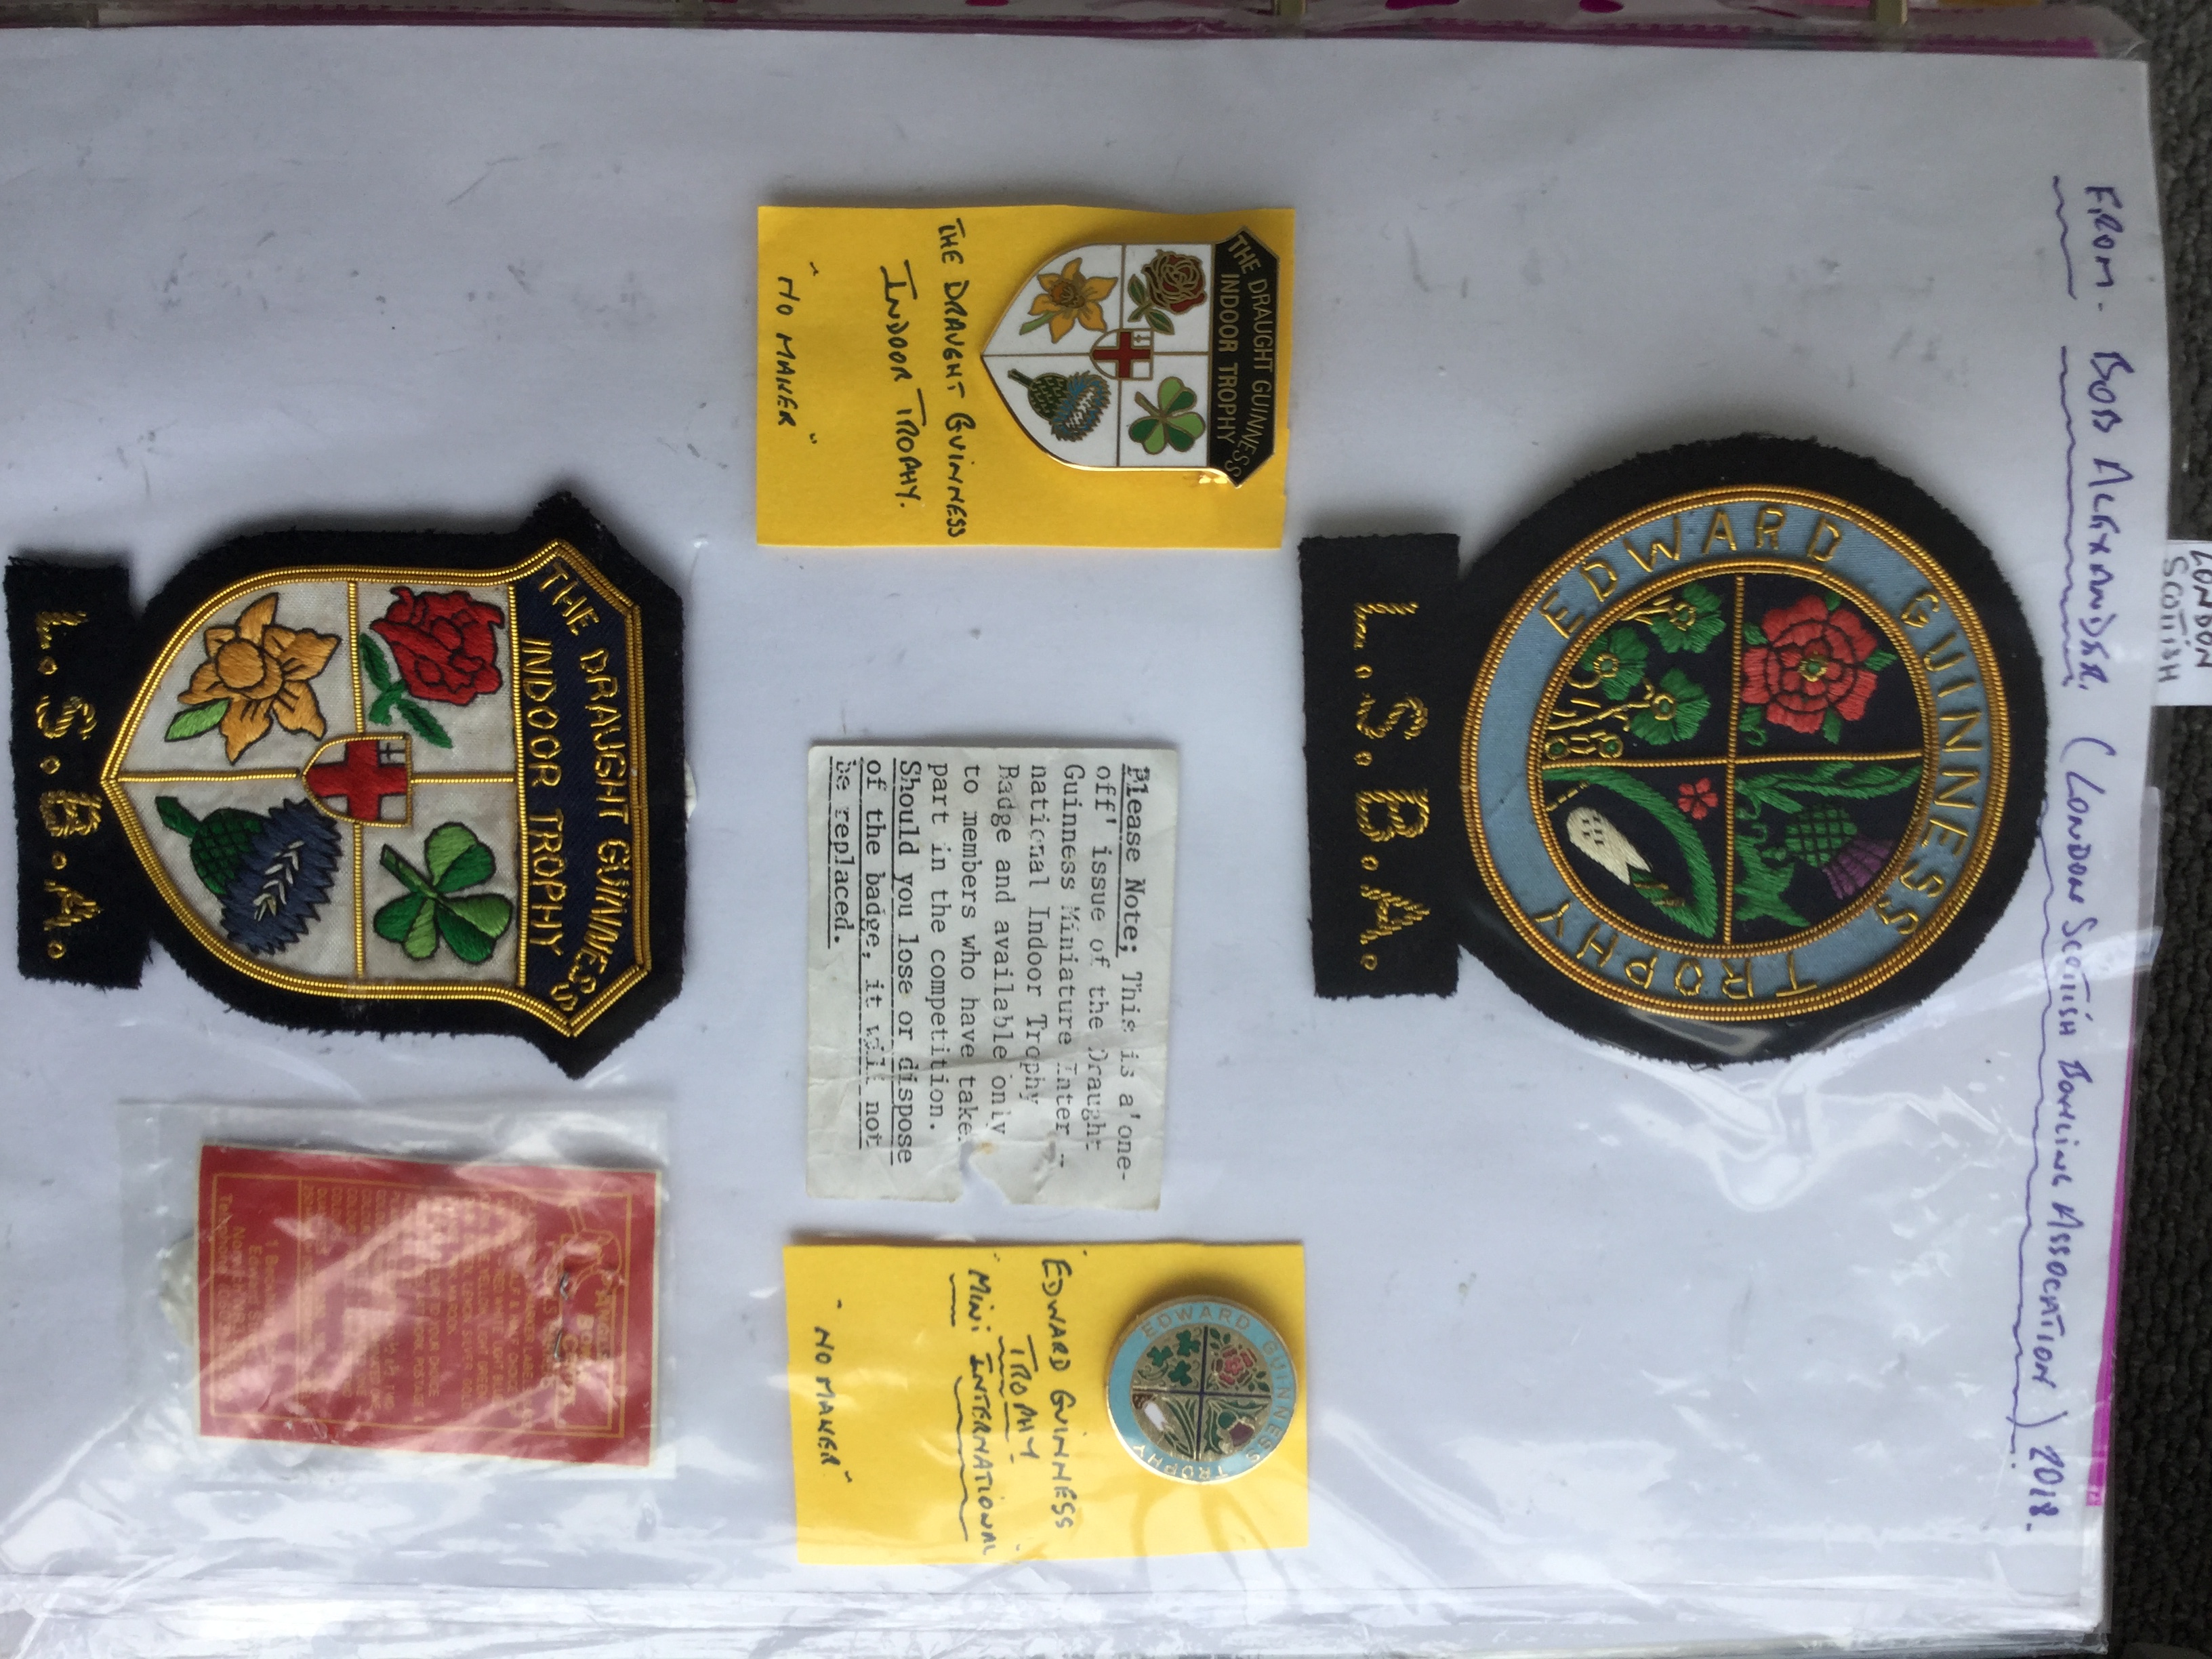 LONDON
SCOTTISH
FROM - BOB ALEXANDER. (LONDON SCOTTISH BOWLING ASSOCATION) 2018.
EDWARD GUINNESS TROPHY
L.S.B.A.
THE DRAUGHT GUINNESS
INDOOR TROPHY
THE DRAUGHT GUINNESS
INDOOR TROPHY.
"NO MAKER"
Please Note; This is a'one-
off' issue of the Draught
Guinness Miniature Inter -
national Indoor Trophy
Badge and available only
to members who have take
part in the competition.
Should you lose or dispose
of the badge, it will not
be replaced.
EDWARD GUINNESS TROPHY
"EDWARD GUINNESS
TROPHY"
"MINI INTERNATIONAL"
"NO MAKER"
THE DRAUGHT GUINNESS
INDOOR TROPHY
L.S.B.A.